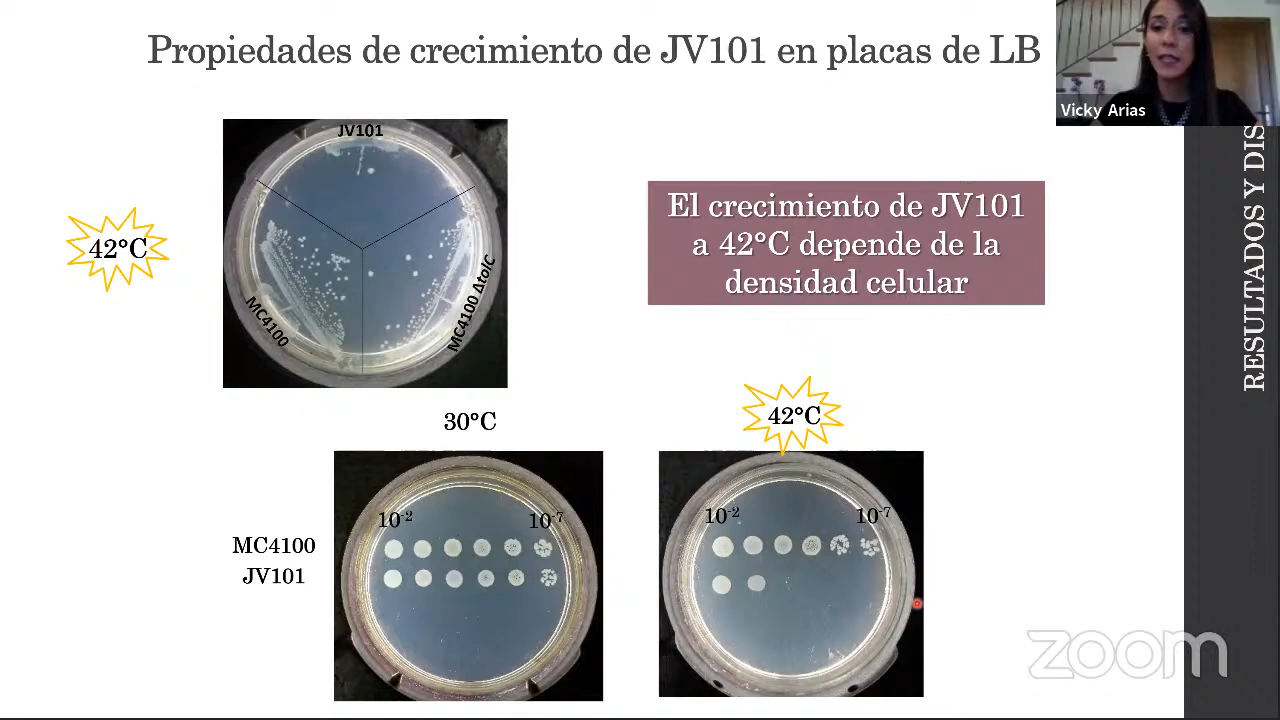 Propiedades de crecimiento de JV101 en placas de LB
Vicky Arias
JV101
42°C
MC4100
MC4100 ΔtolC
El crecimiento de JV101
a 42°C depende de la
densidad celular
RESULTADOS Y DIS
30°C
42°C
10⁻²
10⁻⁷
10⁻²
10⁻⁷
MC4100
JV101
zoom